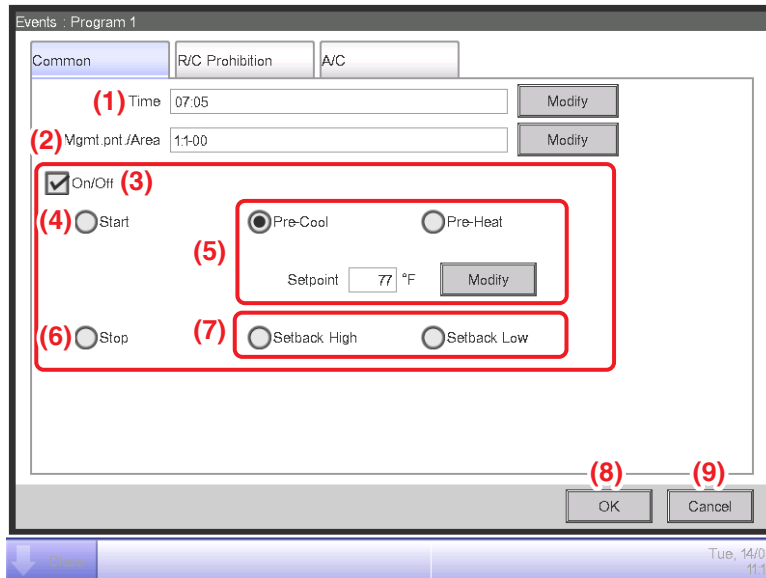 Events : Program 1
Common R/C Prohibition A/C
(1) Time 07:05 Modify
(2) Mgmt.pnt./Area 1:1-00 Modify
On/Off (3)
(4) Start Pre-Cool Pre-Heat
(5)
Setpoint 77 °F Modify
(6) Stop (7) Setback High Setback Low
(8) (9)
OK Cancel
Close Tue, 14/0
11:1